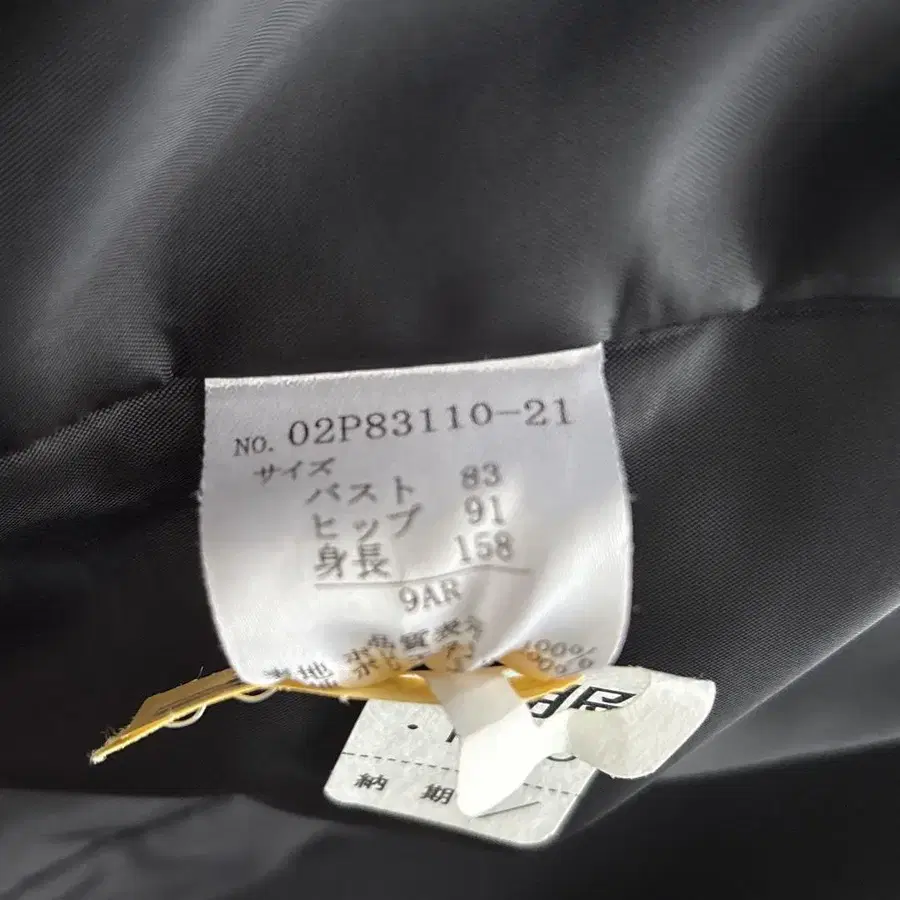 NO. 02P83110-21
サイズ
バスト 83
ヒップ 91
身長 158
9AR
100%
納 期